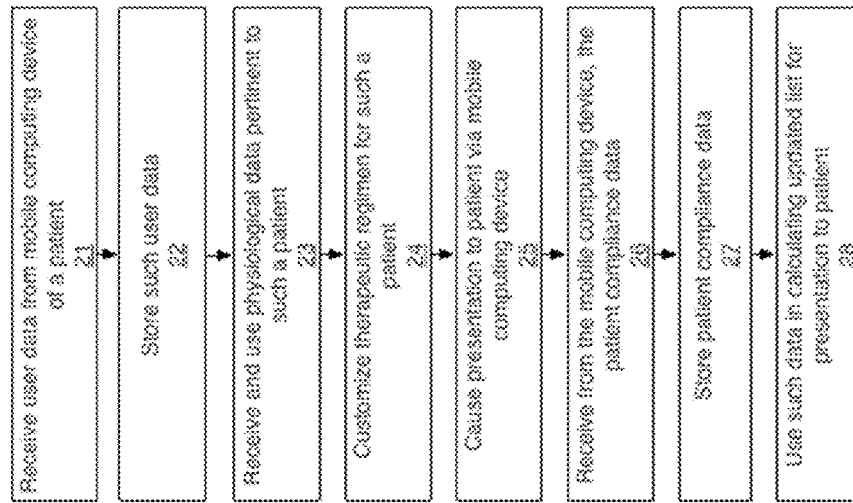 Receive user data from mobile computing device
of a patient
21
Store such user data
22
Receive and use physiological data pertinent to
such a patient
23
Customize therapeutic regimen for such a
patient
24
Cause presentation to patient via mobile
computing device
25
Receive from the mobile computing device, the
patient compliance data
26
Store patient compliance data
27
Use such data in calculating updated list for
presentation to patient
28